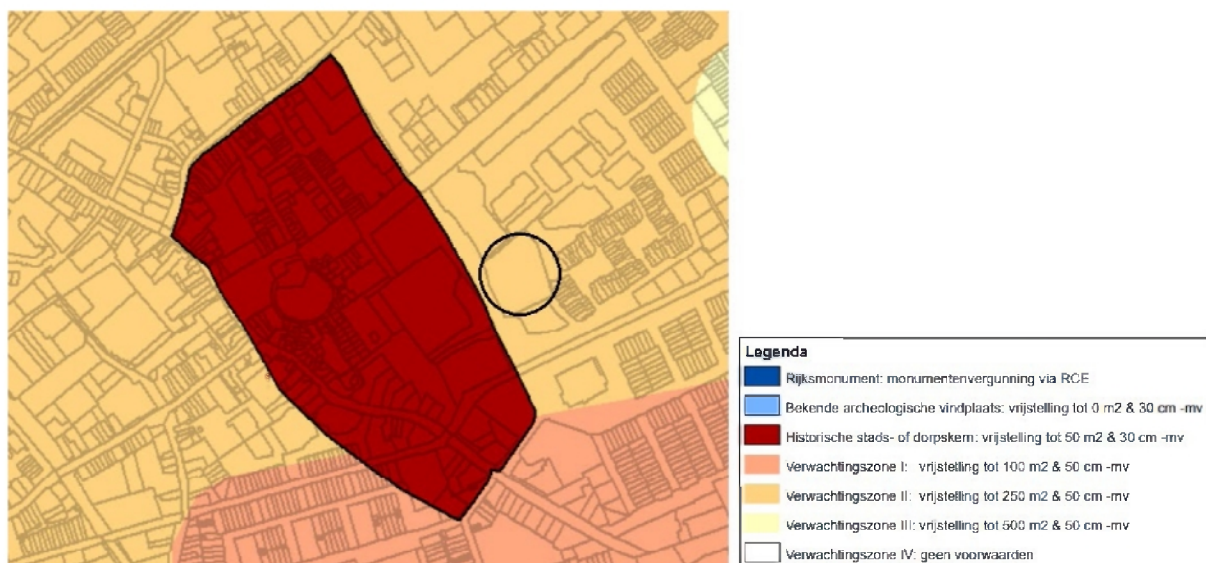 Legenda
Rijksmonument: monumentenvergunning via RCE
Bekende archeologische vindplaats: vrijstelling tot 0 m2 & 30 cm -mv
Historische stads- of dorpskern: vrijstelling tot 50 m2 & 30 cm -mv
Verwachtingszone I: vrijstelling tot 100 m2 & 50 cm -mv
Verwachtingszone II: vrijstelling tot 250 m2 & 50 cm -mv
Verwachtingszone III: vrijstelling tot 500 m2 & 50 cm -mv
Verwachtingszone IV: geen voorwaarden